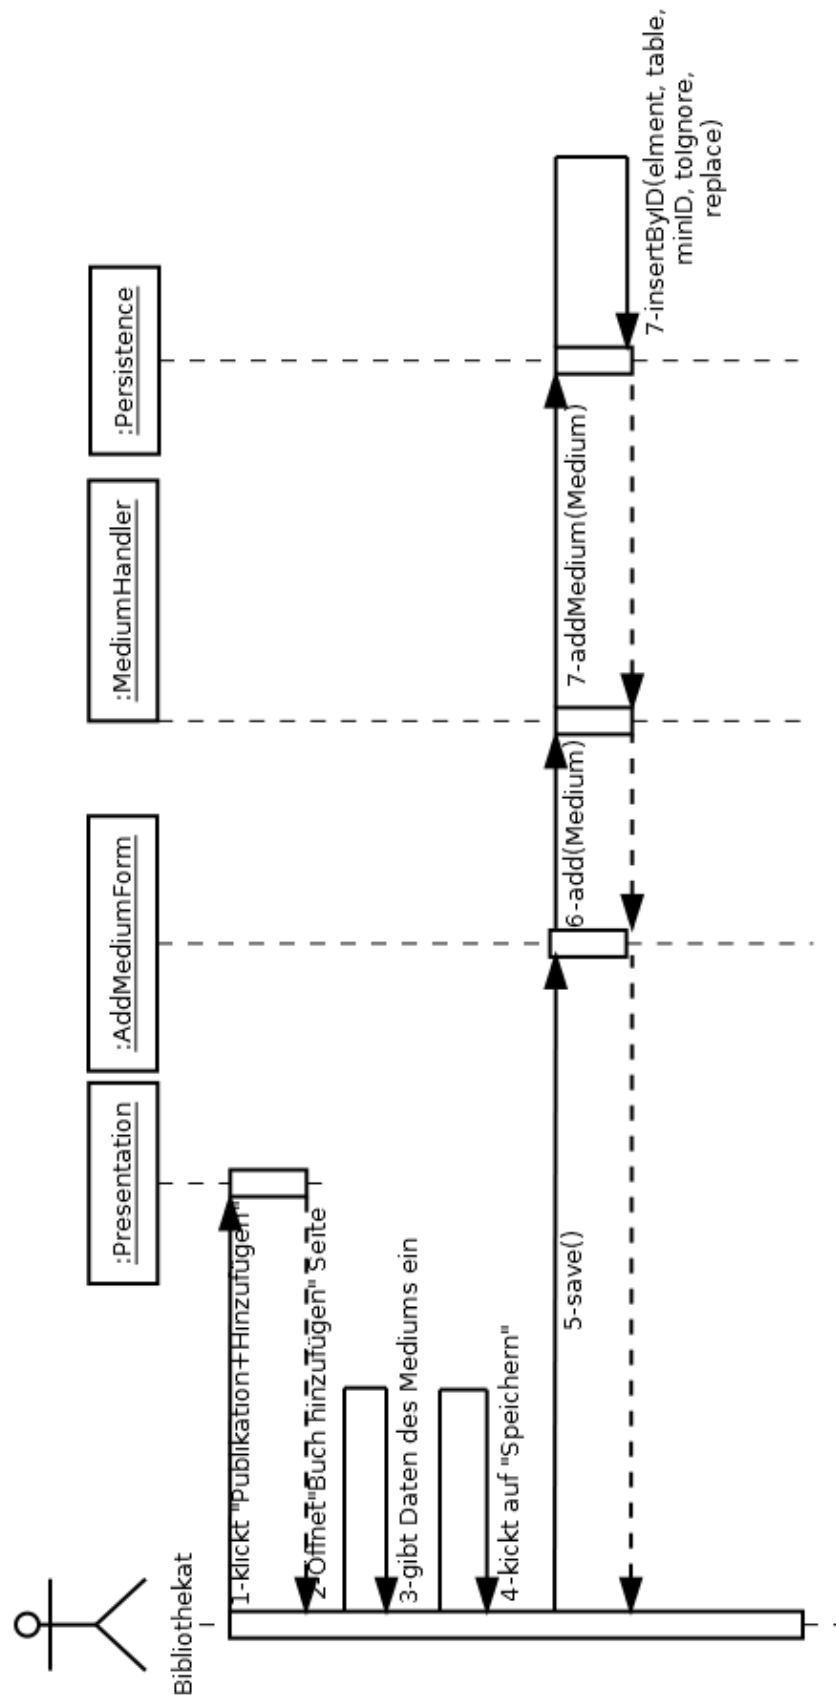 Bibliothekat
:Presentation
:AddMediumForm
:MediumHandler
:Persistence
1-klickt "Publikation+Hinzufügen"
2-Öffnet"Buch hinzufügen" Seite
3-gibt Daten des Mediums ein
4-kickt auf "Speichern"
5-save()
6-add(Medium)
7-addMedium(Medium)
7-insertByID(elment, table,
minID, toIgnore,
replace)